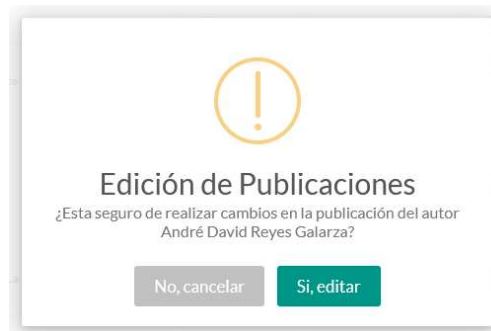 Edición de Publicaciones
¿Esta seguro de realizar cambios en la publicación del autor
André David Reyes Galarza?
No, cancelar
Si, editar